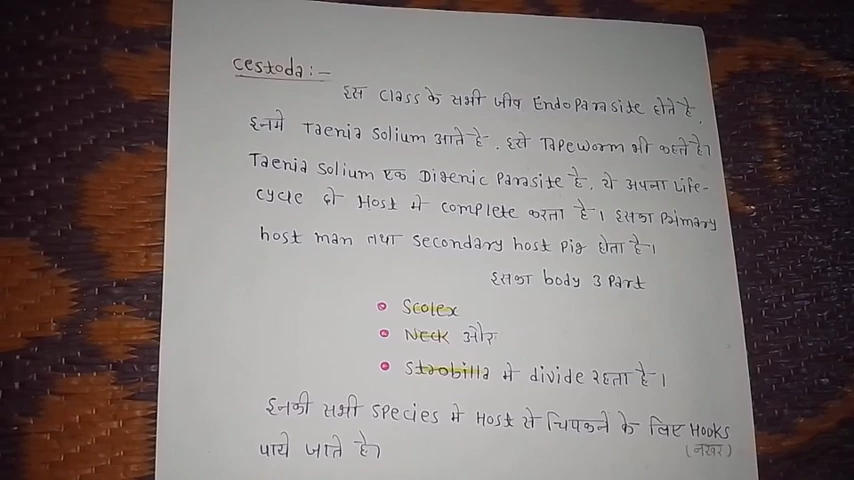 Cestoda:-
इस class के सभी जीव Endoparasite होते है,
इनमे Taenia Solium आते है, इसे Tapeworm भी कहते है।
Taenia Solium एक Digenic Parasite है, ये अपना Life-
cycle दो Host मे complete करता है। इसका Primary
host man तथा secondary host Pig होता है।
इसका body 3 Part
• Scolex
• Neck और
• Strobilla मे divide रहता है।
इनकी सभी species मे Host से चिपकने के लिए Hooks
(नखर)
पाये जाते है।